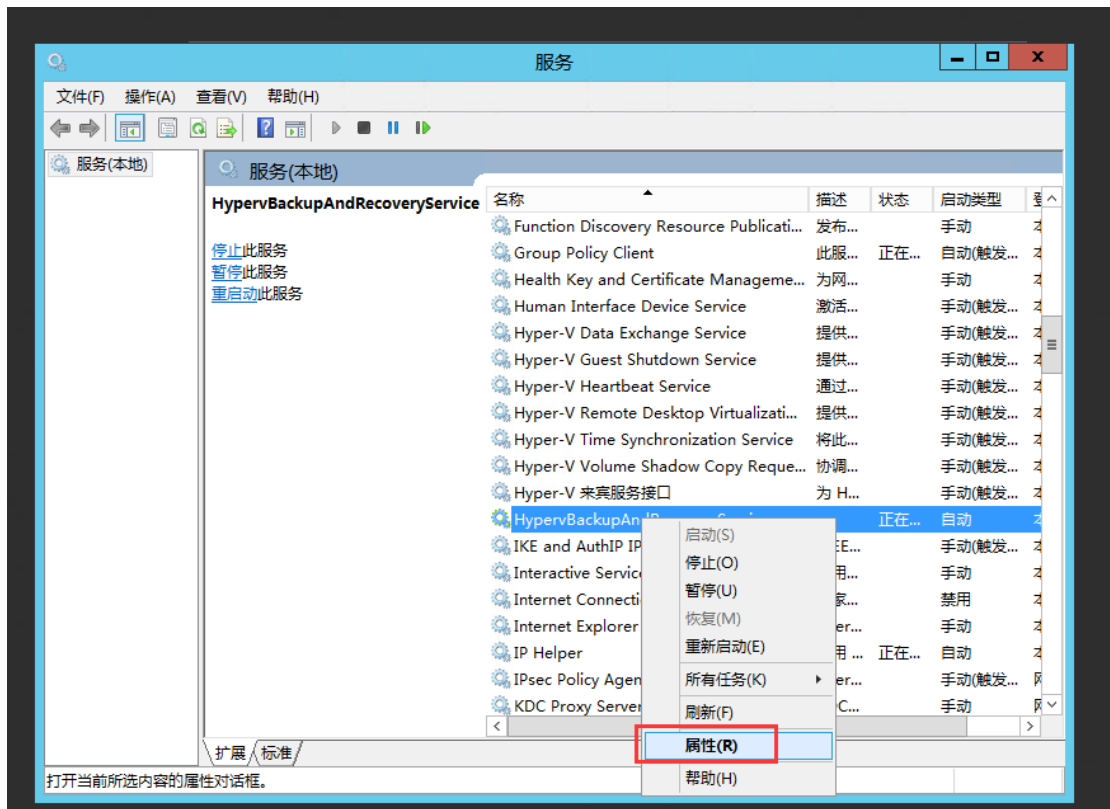 服务
文件(F) 操作(A) 查看(V) 帮助(H)
服务(本地)
服务(本地)
HypervBackupAndRecoveryService
停止此服务
暂停此服务
重启动此服务
名称 描述 状态 启动类型
Function Discovery Resource Publicati... 发布... 手动
Group Policy Client 此服... 正在... 自动(触发...
Health Key and Certificate Manageme... 为网... 手动
Human Interface Device Service 激活... 手动(触发...
Hyper-V Data Exchange Service 提供... 手动(触发...
Hyper-V Guest Shutdown Service 提供... 手动(触发...
Hyper-V Heartbeat Service 通过... 手动(触发...
Hyper-V Remote Desktop Virtualizati... 提供... 手动(触发...
Hyper-V Time Synchronization Service 将此... 手动(触发...
Hyper-V Volume Shadow Copy Reque... 协调... 手动(触发...
Hyper-V 来宾服务接口 为 H... 手动(触发...
HypervBackupAn 正在... 自动
IKE and AuthIP IP EE... 手动(触发...
Interactive Servic 用... 手动
Internet Connecti 家... 禁用
Internet Explorer er... 手动
IP Helper 用 ... 正在... 自动
IPsec Policy Agen er... 手动(触发...
KDC Proxy Server C... 手动
启动(S)
停止(O)
暂停(U)
恢复(M)
重新启动(E)
所有任务(K)
刷新(F)
属性(R)
帮助(H)
扩展 标准
打开当前所选内容的属性对话框。